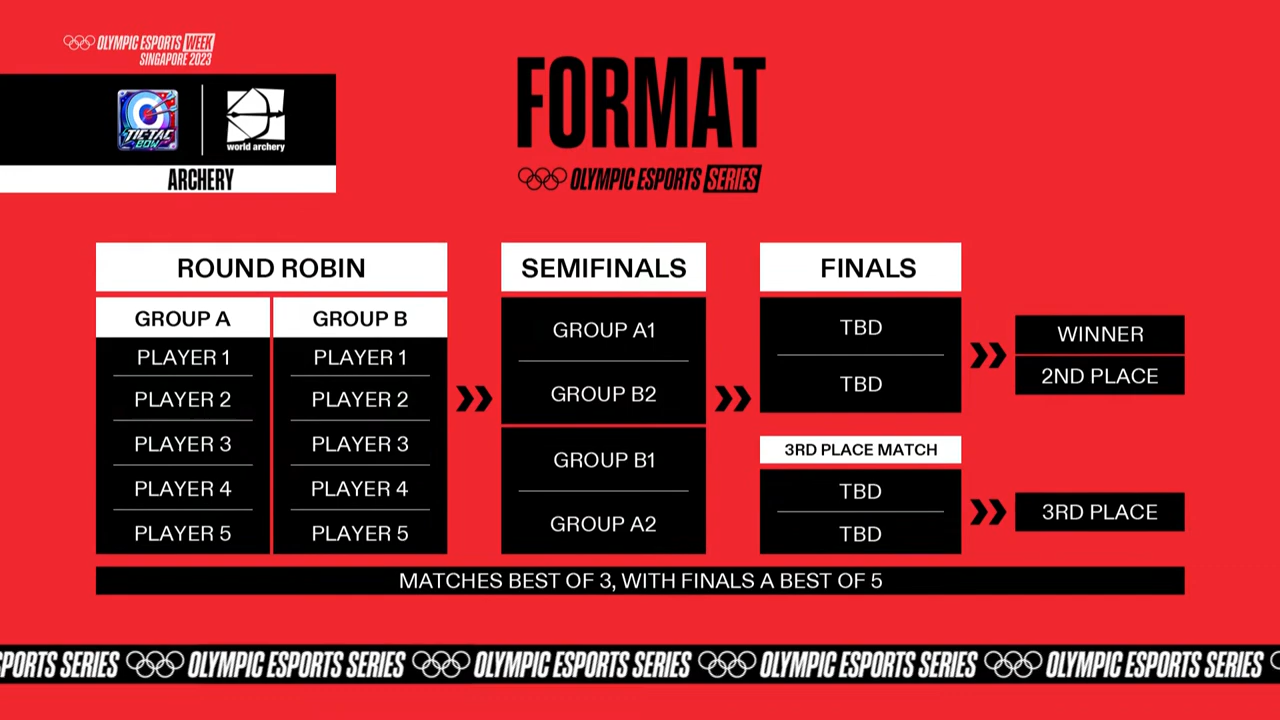 OLYMPIC ESPORTS WEEK
SINGAPORE 2023
TIC-TAC
BOW
world archery
ARCHERY
FORMAT
OLYMPIC ESPORTS SERIES
ROUND ROBIN
GROUP A
GROUP B
PLAYER 1
PLAYER 1
PLAYER 2
PLAYER 2
PLAYER 3
PLAYER 3
PLAYER 4
PLAYER 4
PLAYER 5
PLAYER 5
SEMIFINALS
GROUP A1
GROUP B2
GROUP B1
GROUP A2
FINALS
TBD
TBD
3RD PLACE MATCH
TBD
TBD
WINNER
2ND PLACE
3RD PLACE
MATCHES BEST OF 3, WITH FINALS A BEST OF 5
SPORTS SERIES OLYMPIC ESPORTS SERIES OLYMPIC ESPORTS SERIES OLYMPIC ESPORTS SERIES OLYMPIC ESPORTS SERIES